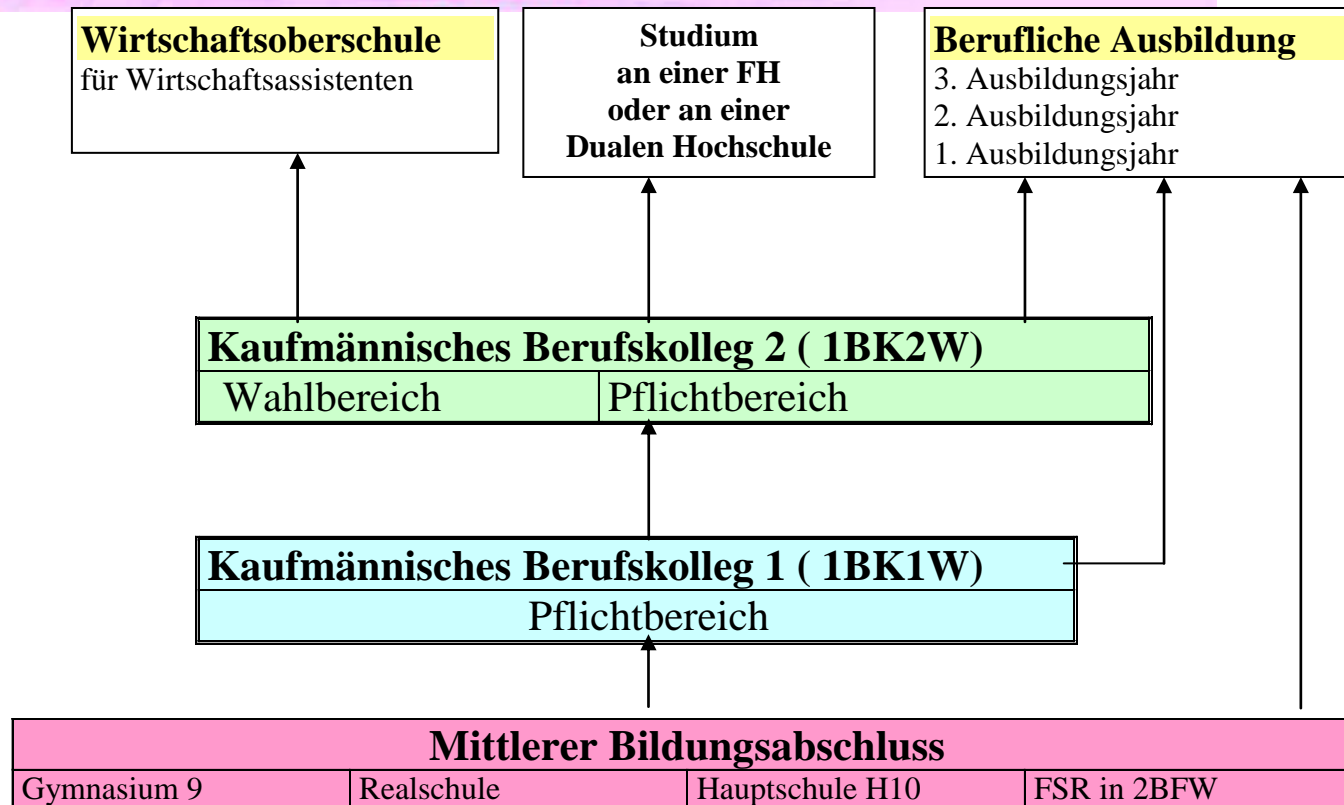 Wirtschaftsoberschule
für Wirtschaftsassistenten
Studium
an einer FH
oder an einer
Dualen Hochschule
Berufliche Ausbildung
3. Ausbildungsjahr
2. Ausbildungsjahr
1. Ausbildungsjahr
Kaufmännisches Berufskolleg 2 ( 1BK2W)
Wahlbereich Pflichtbereich
Kaufmännisches Berufskolleg 1 ( 1BK1W)
Pflichtbereich
Mittlerer Bildungsabschluss
Gymnasium 9 Realschule Hauptschule H10 FSR in 2BFW